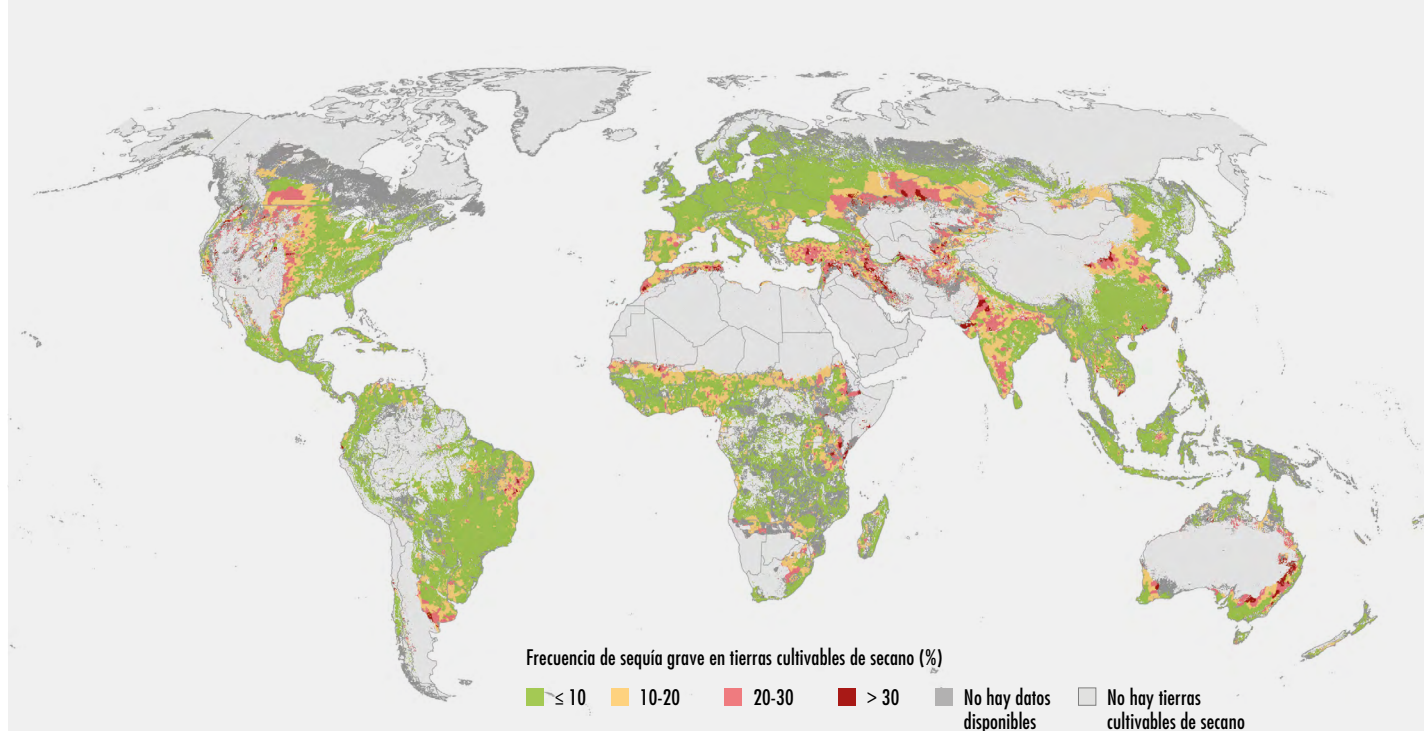 Frecuencia de sequía grave en tierras cultivables de secano (%)
≤ 10
10-20
20-30
> 30
No hay datos
disponibles
No hay tierras
cultivables de secano